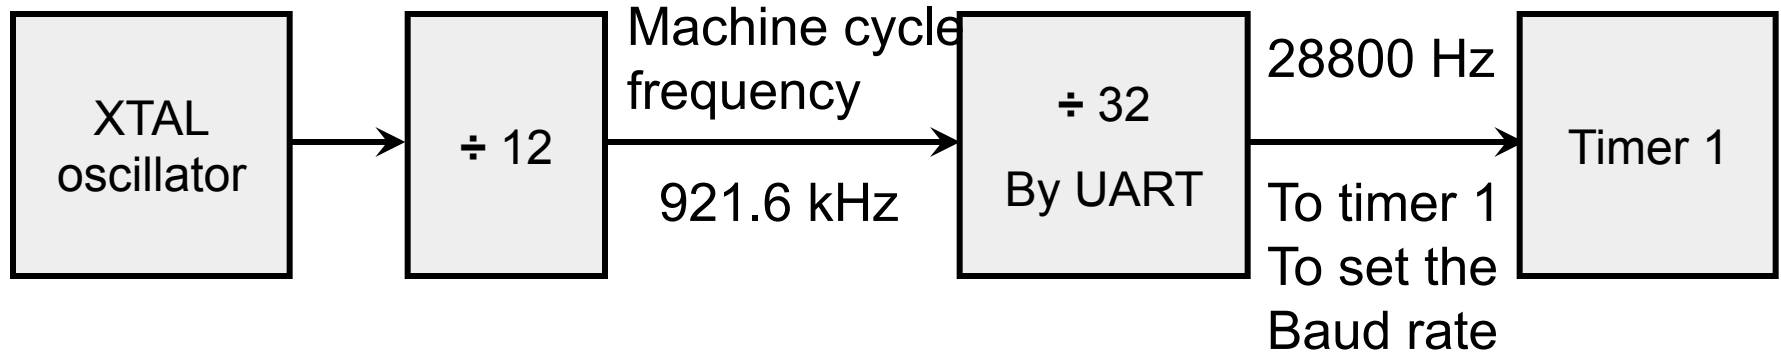 XTAL
oscillator
÷ 12
Machine cycle
frequency
921.6 kHz
÷ 32
By UART
28800 Hz
To timer 1
To set the
Baud rate
Timer 1